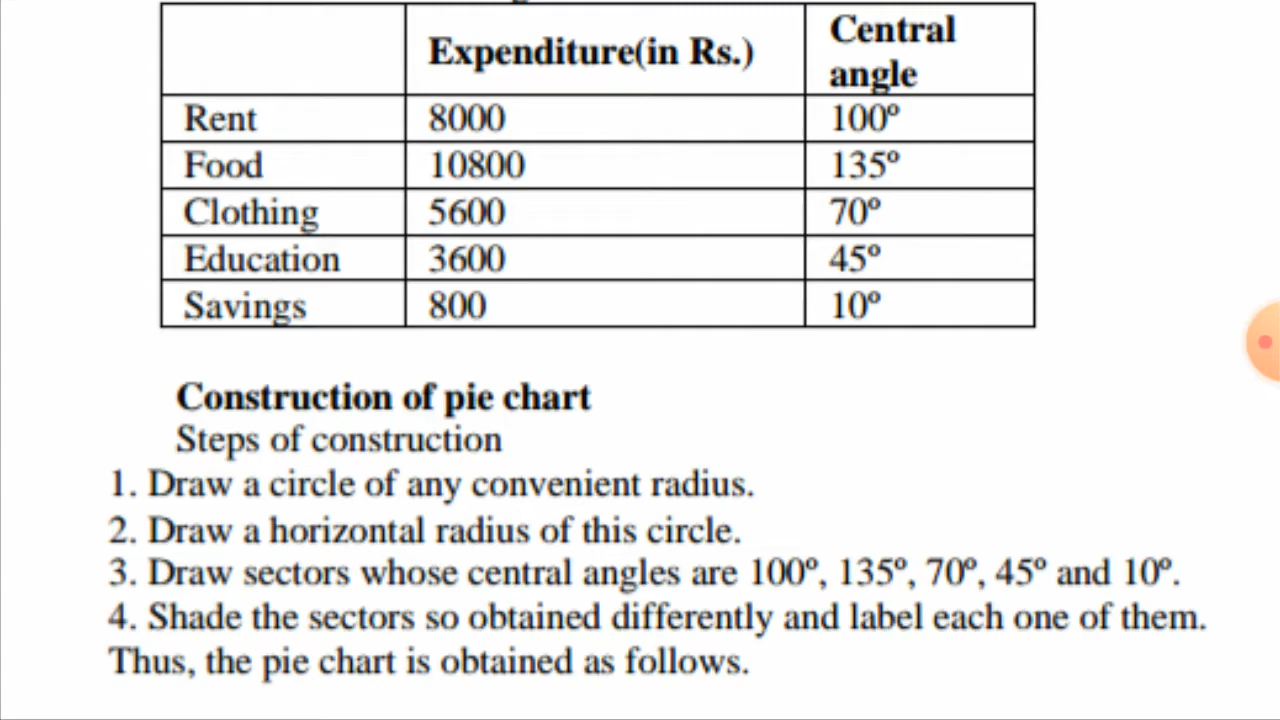 Expenditure(in Rs.) Central angle
Rent 8000 100º
Food 10800 135º
Clothing 5600 70º
Education 3600 45º
Savings 800 10º
Construction of pie chart
Steps of construction
1. Draw a circle of any convenient radius.
2. Draw a horizontal radius of this circle.
3. Draw sectors whose central angles are 100º, 135º, 70º, 45º and 10º.
4. Shade the sectors so obtained differently and label each one of them.
Thus, the pie chart is obtained as follows.